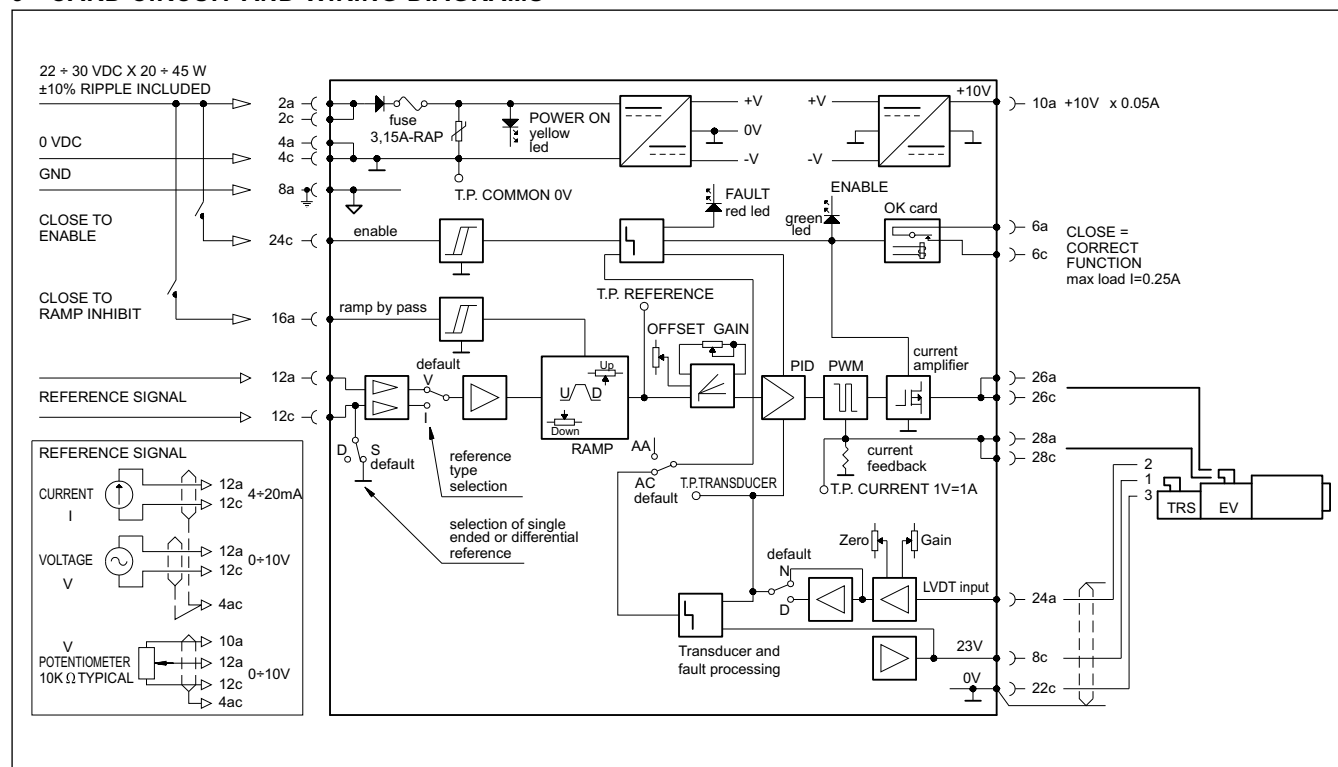 CARD CIRCUIT AND WIRING DIAGRAMS
22 ÷ 30 VDC X 20 ÷ 45 W
±10% RIPPLE INCLUDED
0 VDC
GND
CLOSE TO
ENABLE
CLOSE TO
RAMP INHIBIT
REFERENCE SIGNAL
2a
2c
4a
4c
8a
24c
16a
12a
12c
fuse
3,15A-RAP
POWER ON
yellow
led
T.P. COMMON 0V
+V
0V
-V
+V
-V
+10V
10a +10V x 0.05A
enable
FAULT
red led
ENABLE
green
led
OK card
6a
6c
CLOSE =
CORRECT
FUNCTION
max load I=0.25A
ramp by pass
T.P. REFERENCE
OFFSET GAIN
default
V
I
Up
U D
Down
RAMP
PID
PWM
current
amplifier
26a
26c
28a
28c
D
S
default
reference
type
selection
selection of single
ended or differential
reference
AA
AC
default
T.P.TRANSDUCER
current
feedback
T.P. CURRENT 1V=1A
2
1
3
TRS
EV
Zero
Gain
default
N
D
LVDT input
24a
Transducer and
fault processing
23V
8c
0V
22c
REFERENCE SIGNAL
CURRENT
I
12a
12c
4÷20mA
VOLTAGE
V
12a
12c
0÷10V
4ac
V
POTENTIOMETER
10K Ω TYPICAL
10a
12a
12c
0÷10V
4ac